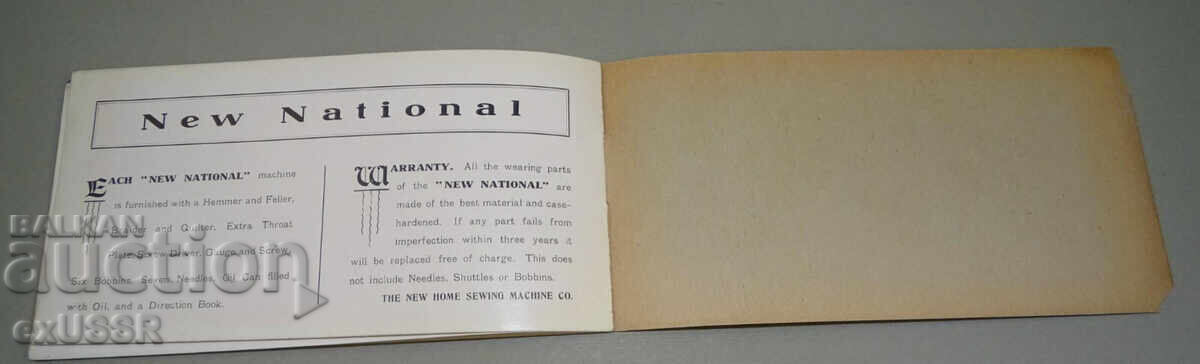 New National
EACH "NEW NATIONAL" machine
is furnished with a Hemmer and Feller,
Braider and Quilter, Extra Throat
Plate, Screw Driver, Gauge and Screw,
Six Bobbins, Seven Needles, Oil Can filled
with Oil, and a Direction Book.
WARRANTY. All the wearing parts
of the "NEW NATIONAL" are
made of the best material and case-
hardened. If any part fails from
imperfection within three years it
will be replaced free of charge. This does
not include Needles, Shuttles or Bobbins.
THE NEW HOME SEWING MACHINE CO.
BALKAN
auction
exUSSR